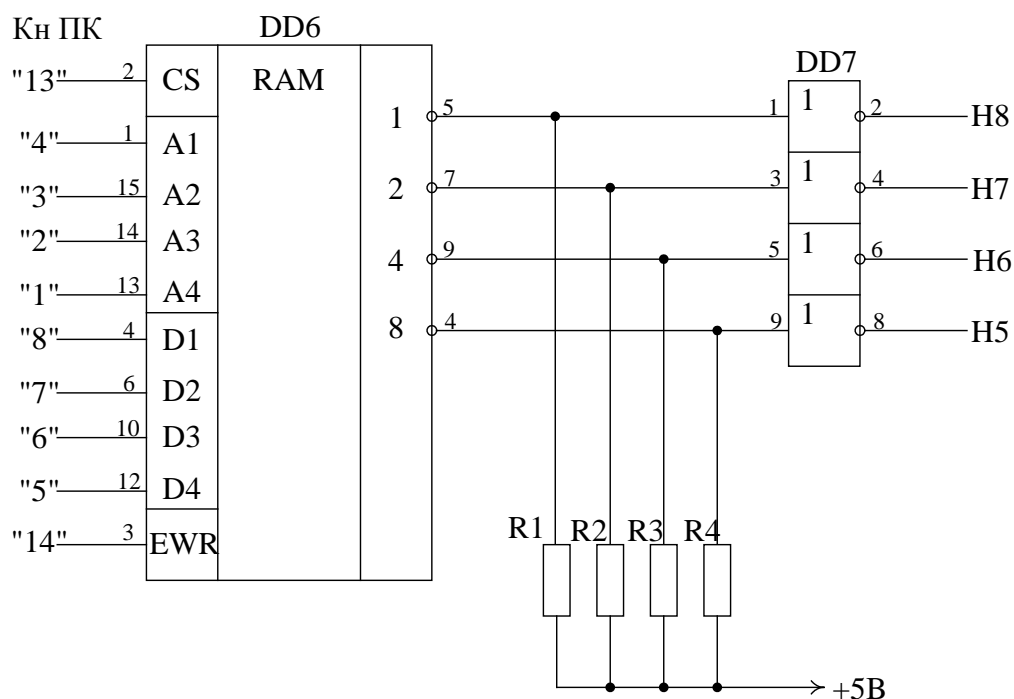 Кн ПК DD6
DD7
"13" 2 CS RAM
1 5 1 1 2 H8
"4" 1 A1
"3" 15 A2 2 7 3 1 4 H7
"2" 14 A3
4 9 5 1 6 H6
"1" 13 A4
"8" 4 D1 8 4 9 1 8 H5
"7" 6 D2
"6" 10 D3
"5" 12 D4
R1 R2 R3 R4
"14" 3 EWR
+5В